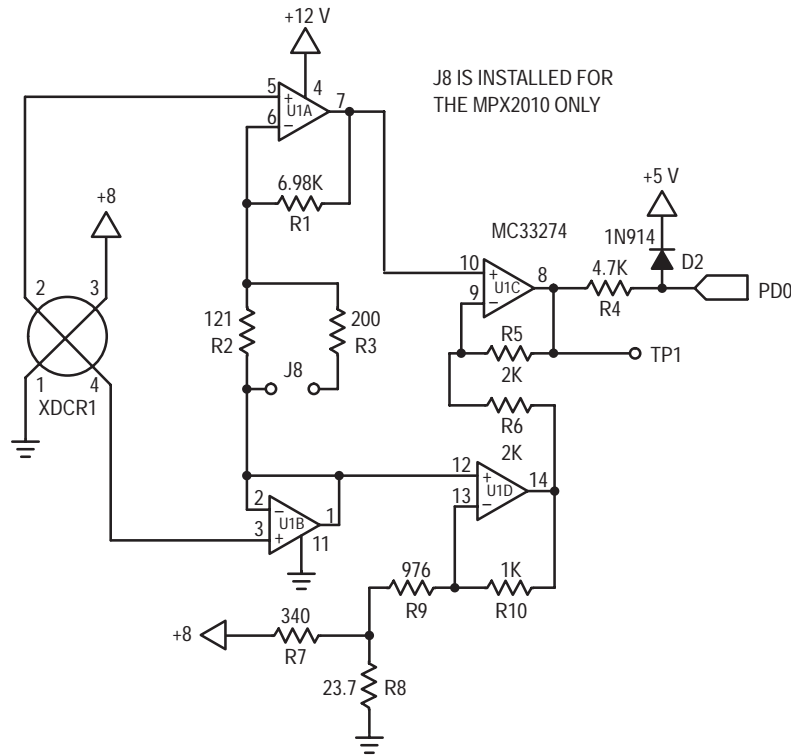 +12 V
J8 IS INSTALLED FOR
THE MPX2010 ONLY
5
+
4
7
U1A
6
−
6.98K
R1
+8
+5 V
MC33274
1N914
D2
10
+
8
U1C
9
−
4.7K
R4
PD0
2
3
121
R2
200
R3
R5
2K
TP1
J8
R6
2K
1
4
XDCR1
12
+
14
U1D
13
−
2
−
1
U1B
3
+
11
976
R9
1K
R10
+8
340
R7
23.7
R8